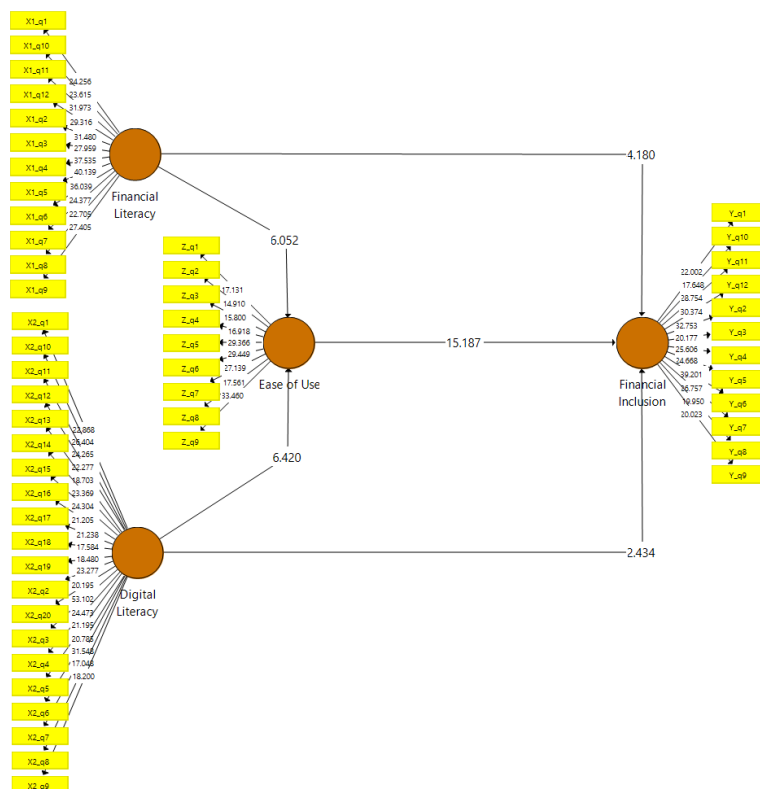 X1_q1
X1_q10
X1_q11
X1_q12
X1_q2
X1_q3
X1_q4
X1_q5
X1_q6
X1_q7
X1_q8
X1_q9
24.256
23.615
31.973
29.316
31.480
27.959
37.535
40.139
36.039
24.377
22.705
27.405
Financial
Literacy
4.180
6.052
Z_q1
Z_q2
Z_q3
Z_q4
Z_q5
Z_q6
Z_q7
Z_q8
Z_q9
17.131
14.910
15.800
16.918
29.366
29.449
27.139
17.561
33.460
Ease of Use
15.187
Y_q1
Y_q10
Y_q11
Y_q12
Y_q2
Y_q3
Y_q4
Y_q5
Y_q6
Y_q7
Y_q8
Y_q9
22.002
17.648
28.754
30.374
32.753
20.177
25.606
24.668
39.201
19.950
20.023
Financial
Inclusion
X2_q1
X2_q10
X2_q11
X2_q12
X2_q13
X2_q14
X2_q15
X2_q16
X2_q17
X2_q18
X2_q19
X2_q2
X2_q20
X2_q3
X2_q4
X2_q5
X2_q6
X2_q7
X2_q8
X2_q9
22.868
26.404
24.265
22.277
18.703
23.369
24.304
21.205
21.238
17.584
18.480
23.277
20.195
53.102
24.473
21.195
20.785
31.548
17.048
18.200
Digital
Literacy
6.420
2.434